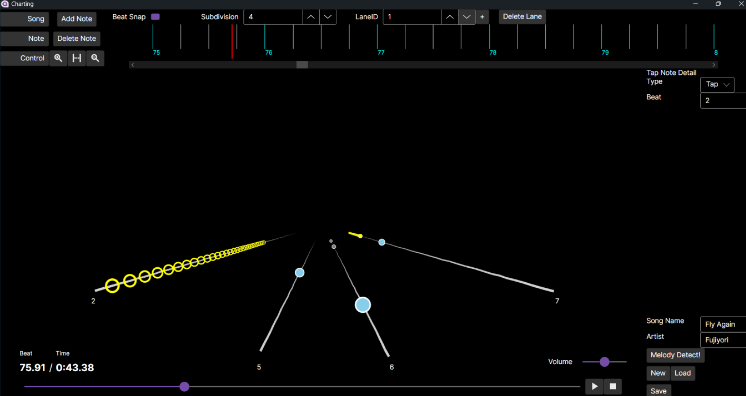 Charting
Song Add Note Beat Snap Subdivision 4 LaneID 1 + Delete Lane
Note Delete Note
75 76 77 78 79 8
Control
Tap Note Detail
Type Tap
Beat 2
2 7
5 6
Song Name Fly Again
Artist Fujiyori
Beat Time
75.91 / 0:43.38
Volume
Melody Detect!
New Load
Save